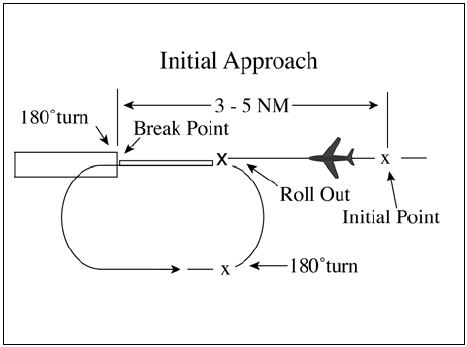 Initial Approach
3 - 5 NM
180°turn
Break Point
x
x
Roll Out
Initial Point
x
180°turn